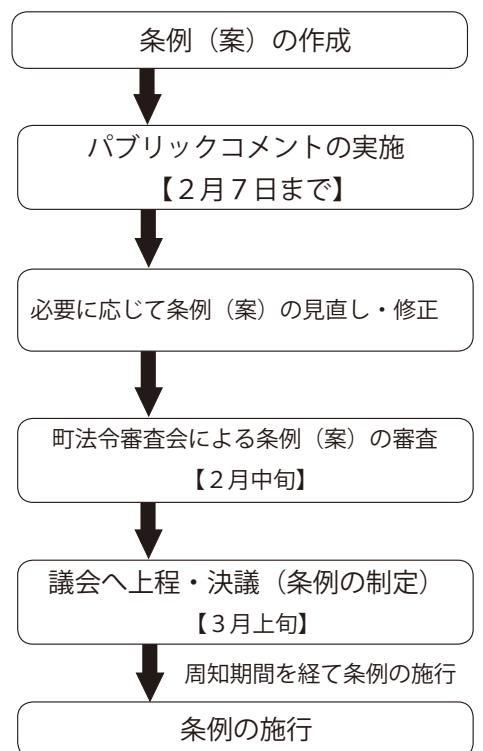 条例（案）の作成
パブリックコメントの実施
【２月７日まで】
必要に応じて条例（案）の見直し・修正
町法令審査会による条例（案）の審査
【２月中旬】
議会へ上程・決議（条例の制定）
【３月上旬】
周知期間を経て条例の施行
条例の施行